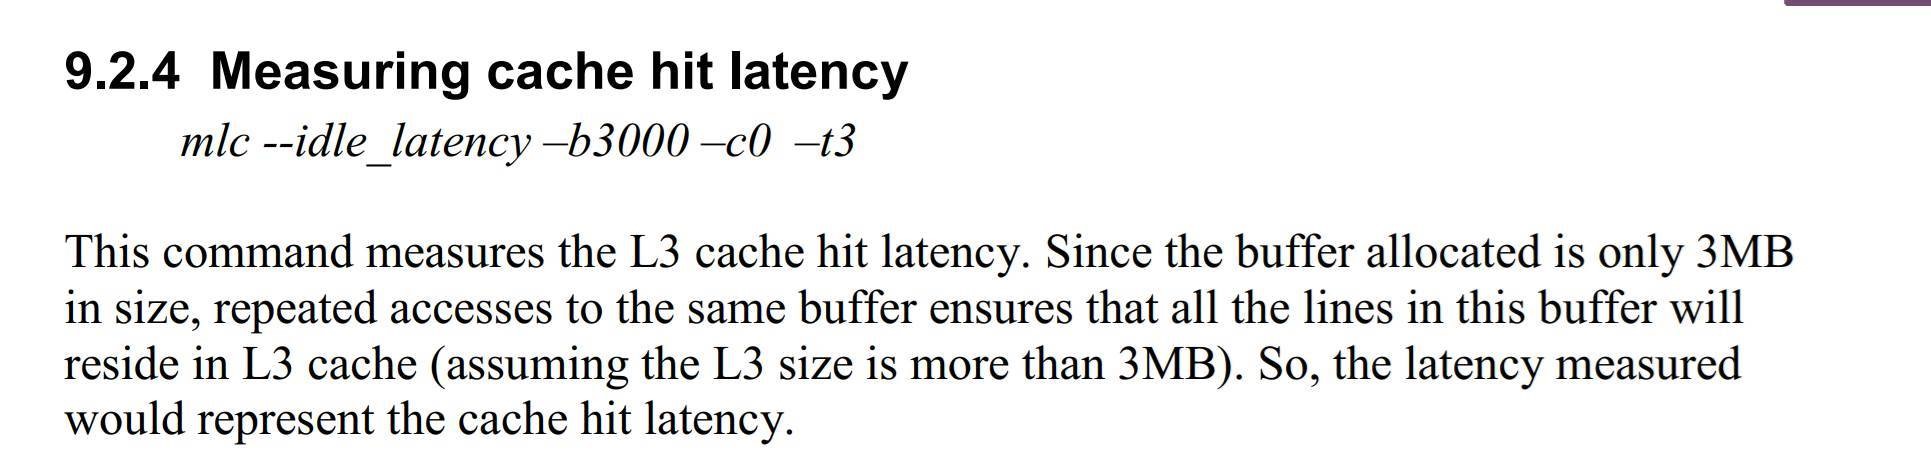 9.2.4 Measuring cache hit latency
mlc --idle_latency –b3000 –c0 –t3
This command measures the L3 cache hit latency. Since the buffer allocated is only 3MB
in size, repeated accesses to the same buffer ensures that all the lines in this buffer will
reside in L3 cache (assuming the L3 size is more than 3MB). So, the latency measured
would represent the cache hit latency.